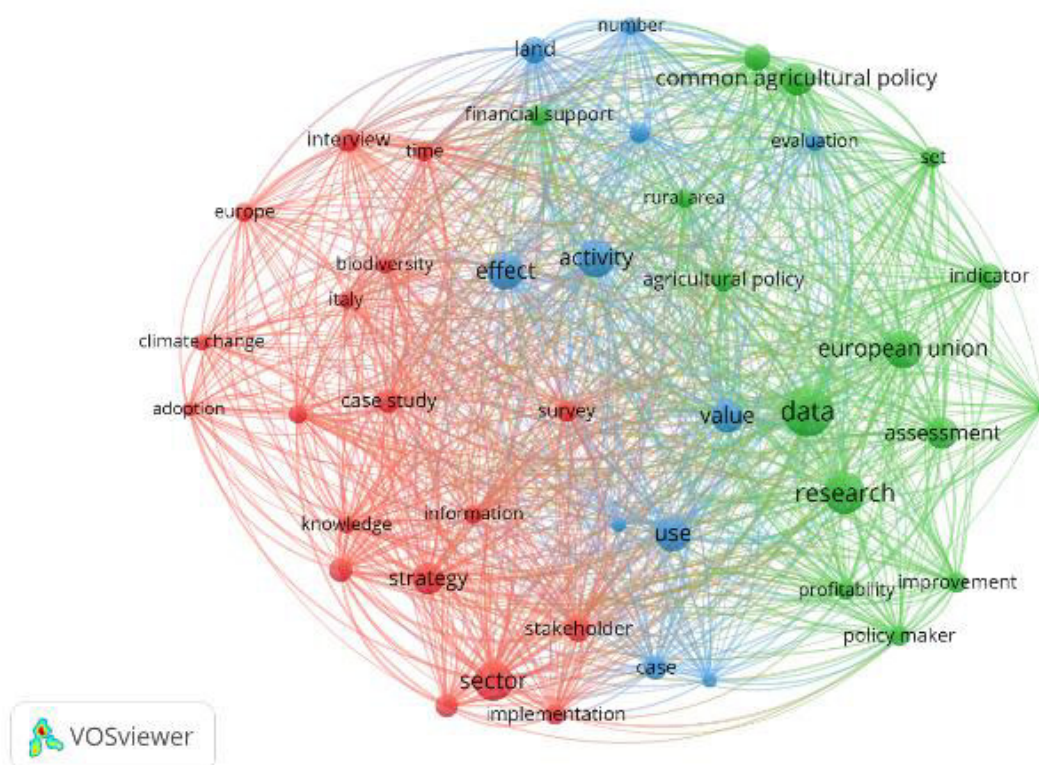 number
land
common agricultural policy
financial support
interview
time
evaluation
set
rural area
europe
biodiversity
effect
activity
agricultural policy
indicator
italy
climate change
european union
adoption
case study
survey
value
data
assessment
research
knowledge
information
use
strategy
profitability
improvement
stakeholder
policy maker
case
sector
implementation
VOSviewer